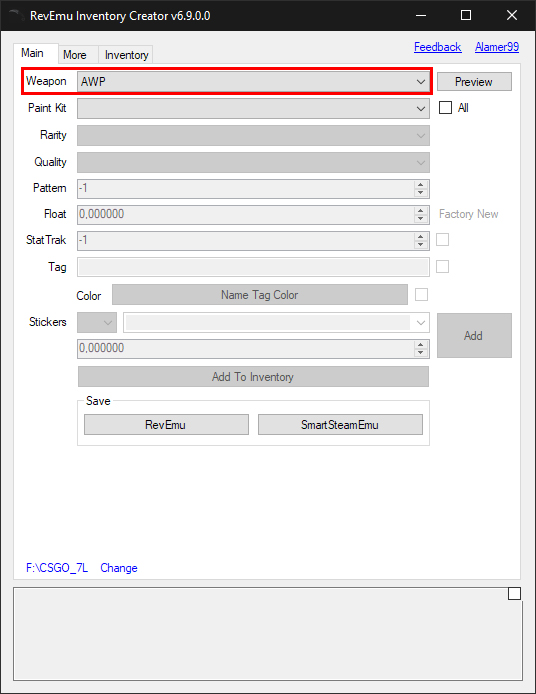 RevEmu Inventory Creator v6.9.0.0
Feedback Alamer99
Main More Inventory
Weapon AWP Preview
Paint Kit All
Rarity
Quality
Pattern -1
Float 0,000000 Factory New
StatTrak -1
Tag
Color Name Tag Color
Stickers Add
0,000000
Add To Inventory
Save
RevEmu SmartSteamEmu
F:\CSGO_7L Change